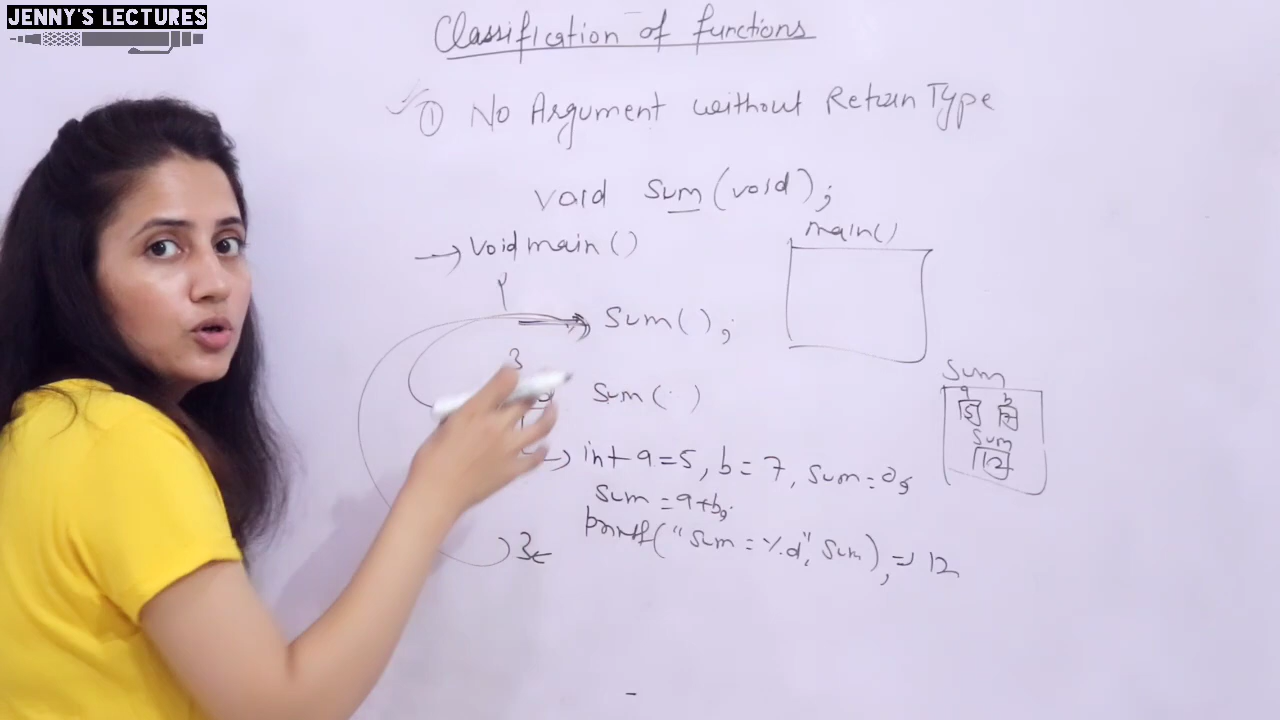 JENNY'S LECTURES
Classification of functions
① No Argument without Return Type
void Sum(void);
→ void main()
{
Sum();
}
Sum( )
→ int a=5, b=7, sum=0;
sum=a+b;
printf("Sum=%d", Sum); => 12
}
main()
Sum
a b
5 7
Sum
12